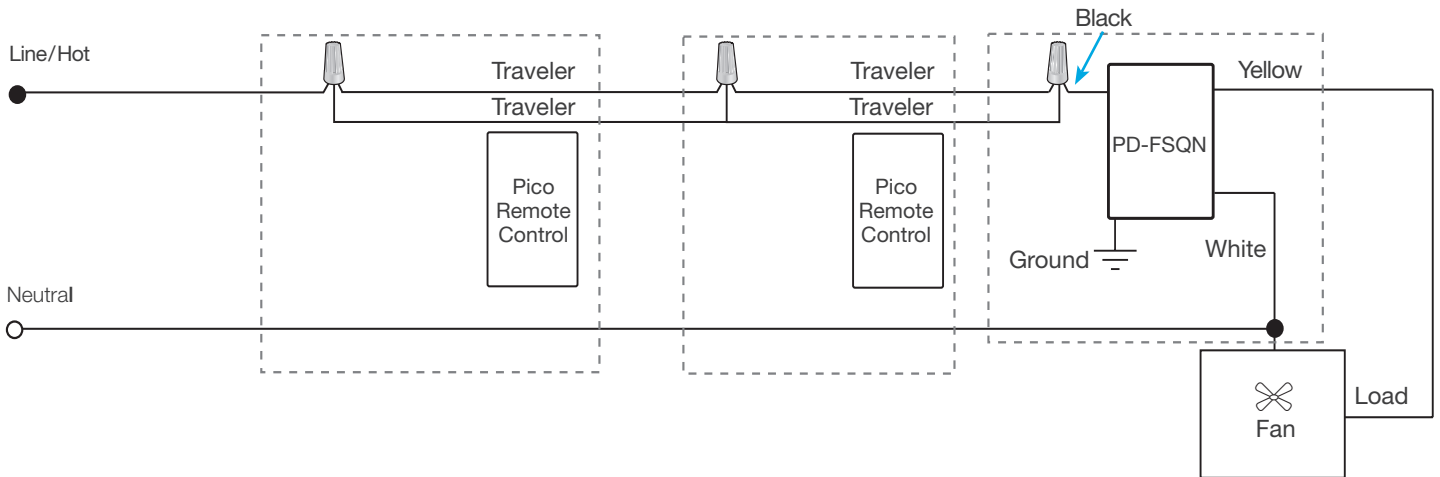 Black
Line/Hot
Traveler
Traveler
Yellow
Traveler
Traveler
PD-FSQN
Pico
Remote
Control
Pico
Remote
Control
Ground
White
Neutral
Load
Fan